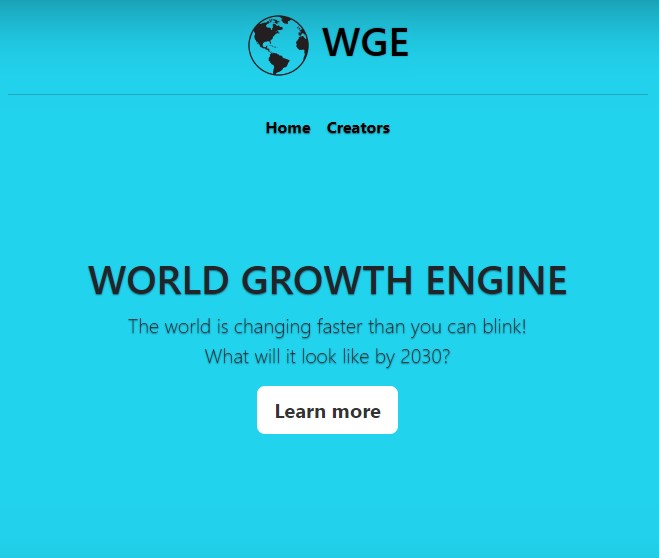 WGE
Home Creators
WORLD GROWTH ENGINE
The world is changing faster than you can blink!
What will it look like by 2030?
Learn more